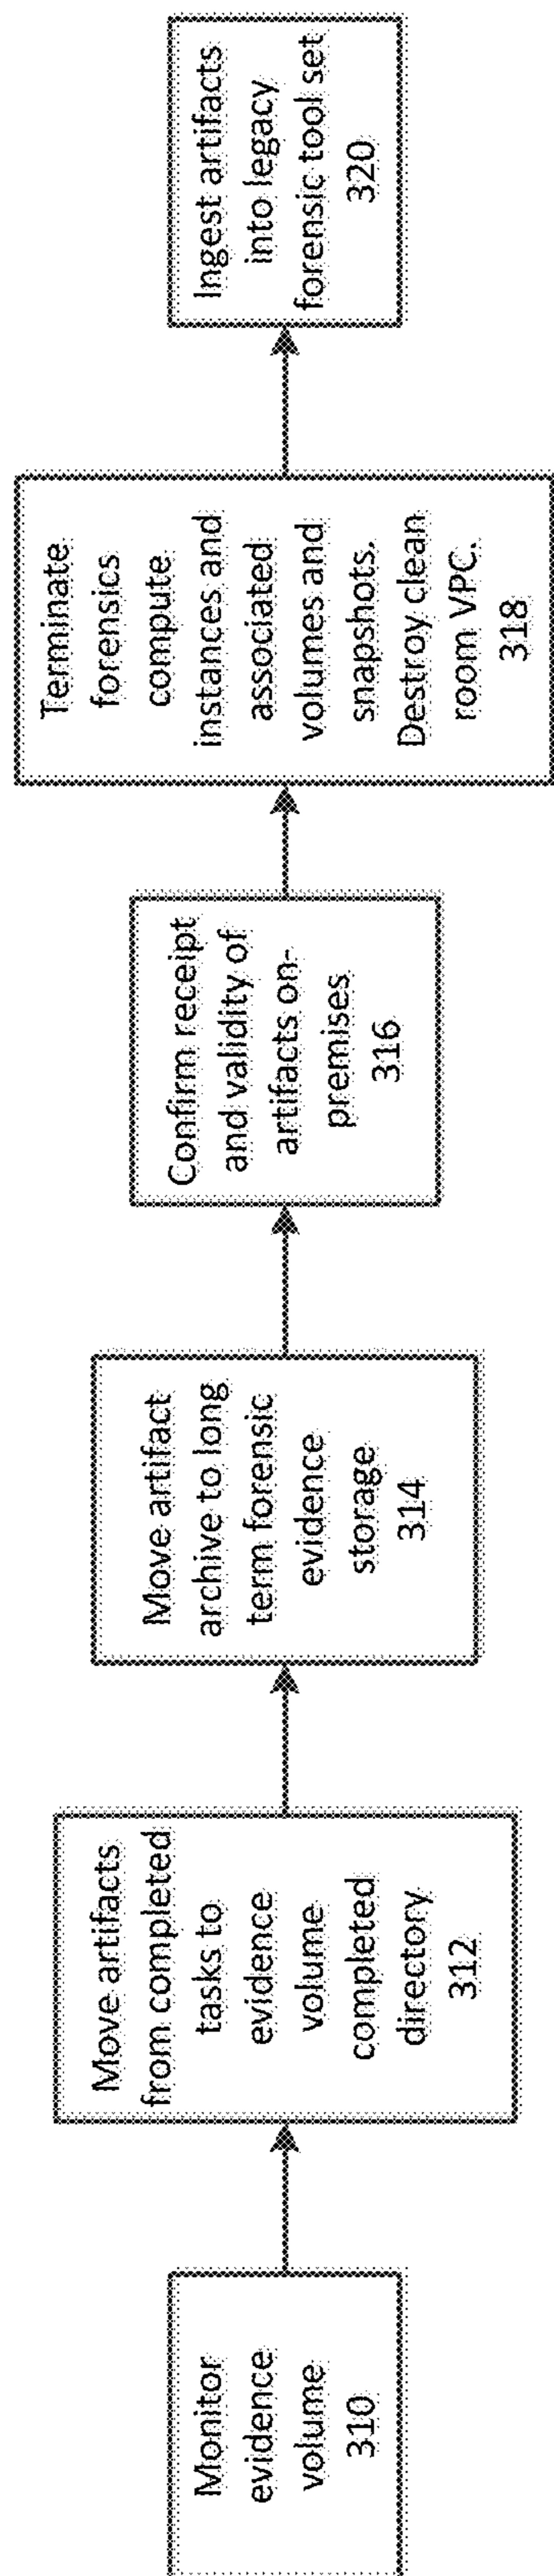 Monitor
evidence
volume
310
Move artifacts
from completed
tasks to
evidence
volume
completed
directory
312
Move artifact
archive to long
term forensic
evidence
storage
314
Confirm receipt
and validity of
artifacts on-
premises
316
Terminate
forensics
compute
instances and
associated
volumes and
snapshots.
Destroy clean
room VPC.
318
Ingest artifacts
into legacy
forensic tool set
320